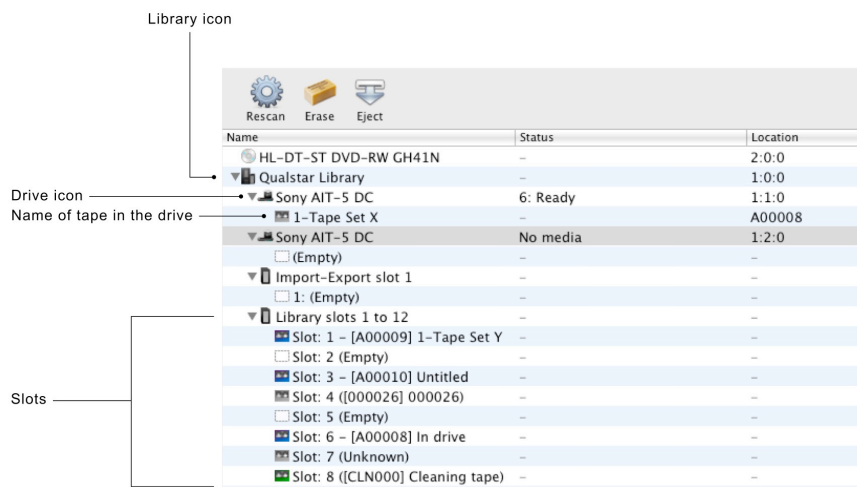 Library icon
Rescan Erase Eject
Name Status Location
HL-DT-ST DVD-RW GH41N – 2:0:0
Qualstar Library – 1:0:0
Drive icon Sony AIT-5 DC 6: Ready 1:1:0
Name of tape in the drive 1-Tape Set X – A00008
Sony AIT-5 DC No media 1:2:0
(Empty) – –
Import-Export slot 1 – –
1: (Empty) – –
Library slots 1 to 12 – –
Slot: 1 – [A00009] 1-Tape Set Y – –
Slot: 2 (Empty) – –
Slot: 3 – [A00010] Untitled – –
Slots Slot: 4 ([000026] 000026) – –
Slot: 5 (Empty) – –
Slot: 6 – [A00008] In drive – –
Slot: 7 (Unknown) – –
Slot: 8 ([CLN000] Cleaning tape) – –